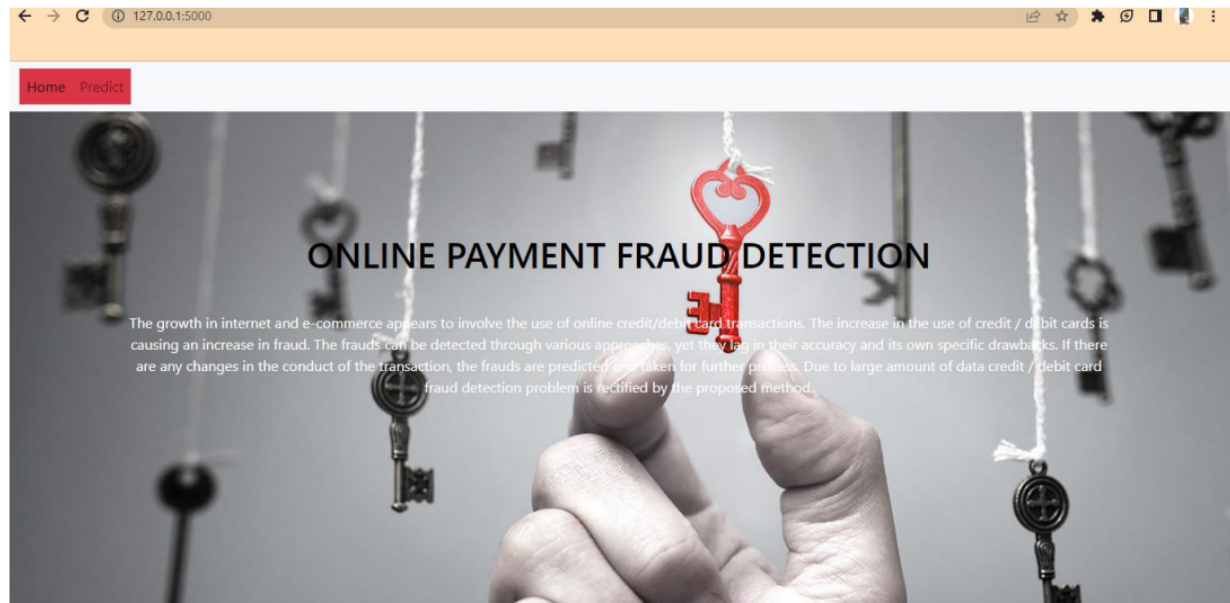 127.0.0.1:5000
Home Predict
ONLINE PAYMENT FRAUD DETECTION
The growth in internet and e-commerce appears to involve the use of online credit/debit card transactions. The increase in the use of credit / debit cards is
causing an increase in fraud. The frauds can be detected through various approaches, yet they lag in their accuracy and its own specific drawbacks. If there
are any changes in the conduct of the transaction, the frauds are predicted and taken for further process. Due to large amount of data credit / debit card
fraud detection problem is rectified by the proposed method.